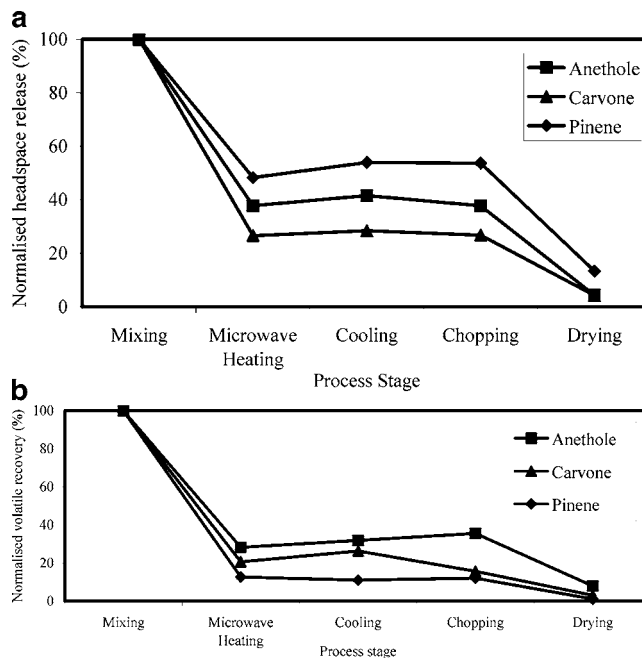 a
Normalised headspace release (%)
100
80
60
40
20
0
Anethole
Carvone
Pinene
Mixing Microwave Cooling Chopping Drying
Heating
Process Stage
b
Normalised volatile recovery (%)
100
80
60
40
20
0
Anethole
Carvone
Pinene
Mixing Microwave Cooling Chopping Drying
Heating
Process stage